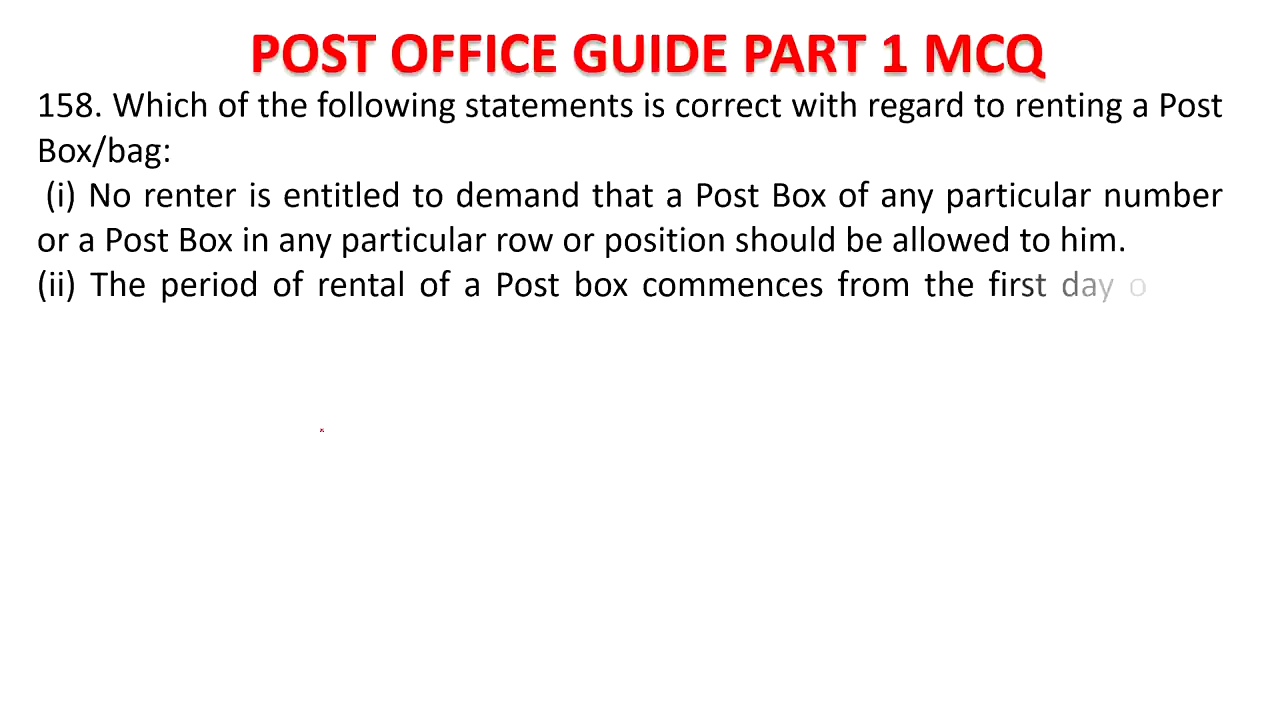 POST OFFICE GUIDE PART 1 MCQ
158. Which of the following statements is correct with regard to renting a Post
Box/bag:
(i) No renter is entitled to demand that a Post Box of any particular number
or a Post Box in any particular row or position should be allowed to him.
(ii) The period of rental of a Post box commences from the first day o